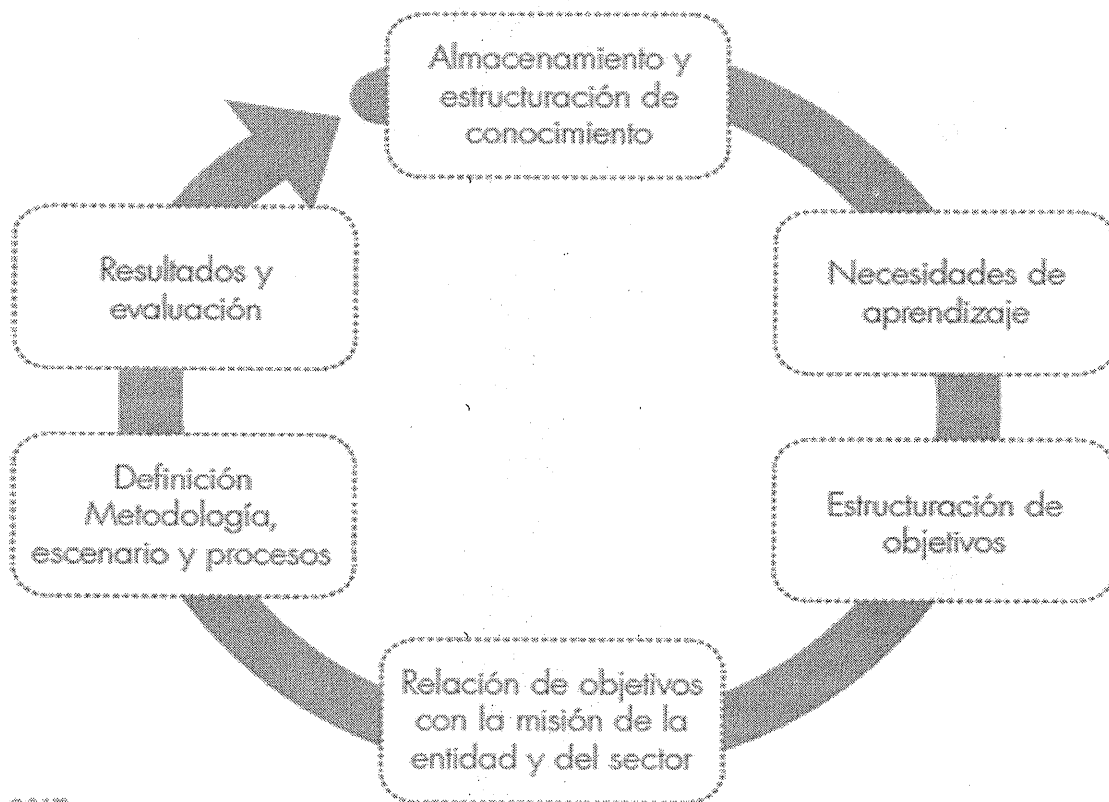 Almacenamiento y
estructuración de
conocimiento
Necesidades de
aprendizaje
Estructuración de
objetivos
Relación de objetivos
con la misión de la
entidad y del sector
Definición
Metodología,
escenario y procesos
Resultados y
evaluación